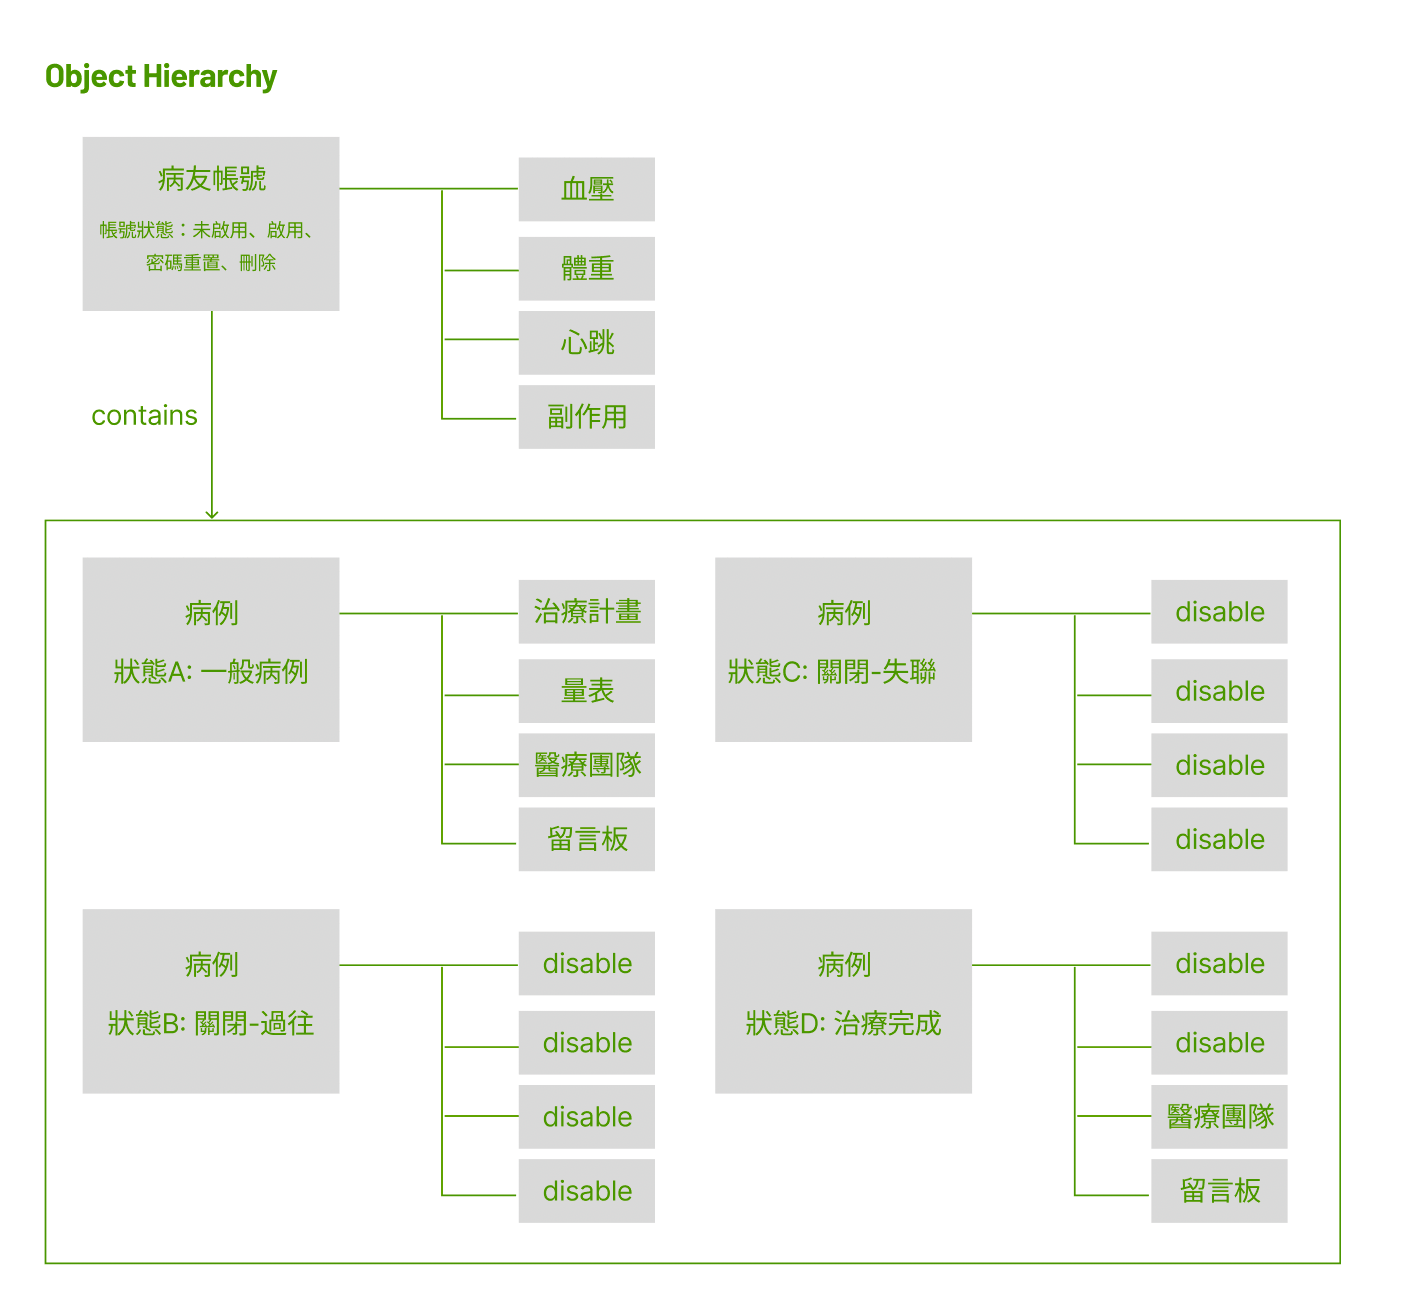 Object Hierarchy
病友帳號
帳號狀態：未啟用、啟用、
密碼重置、刪除
血壓
體重
心跳
副作用
contains
病例
狀態A: 一般病例
治療計畫
量表
醫療團隊
留言板
病例
狀態C: 關閉-失聯
disable
disable
disable
disable
病例
狀態B: 關閉-過往
disable
disable
disable
disable
病例
狀態D: 治療完成
disable
disable
醫療團隊
留言板